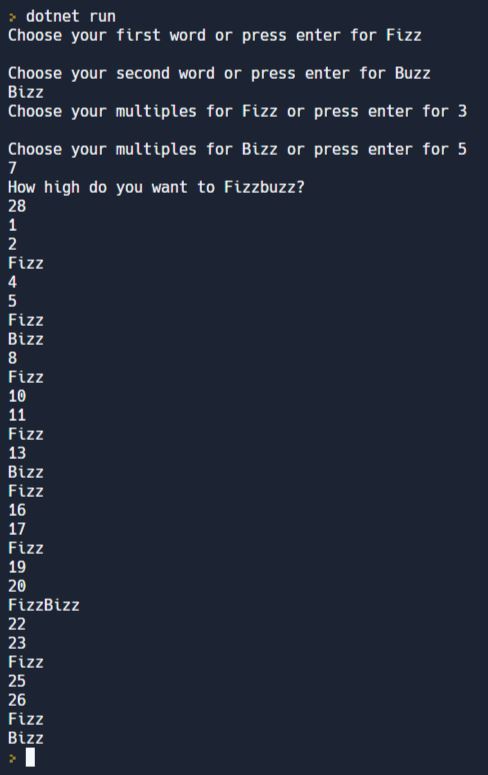 > dotnet run
Choose your first word or press enter for Fizz
Choose your second word or press enter for Buzz
Bizz
Choose your multiples for Fizz or press enter for 3
Choose your multiples for Bizz or press enter for 5
7
How high do you want to Fizzbuzz?
28
1
2
Fizz
4
5
Fizz
Bizz
8
Fizz
10
11
Fizz
13
Bizz
Fizz
16
17
Fizz
19
20
FizzBizz
22
23
Fizz
25
26
Fizz
Bizz
>